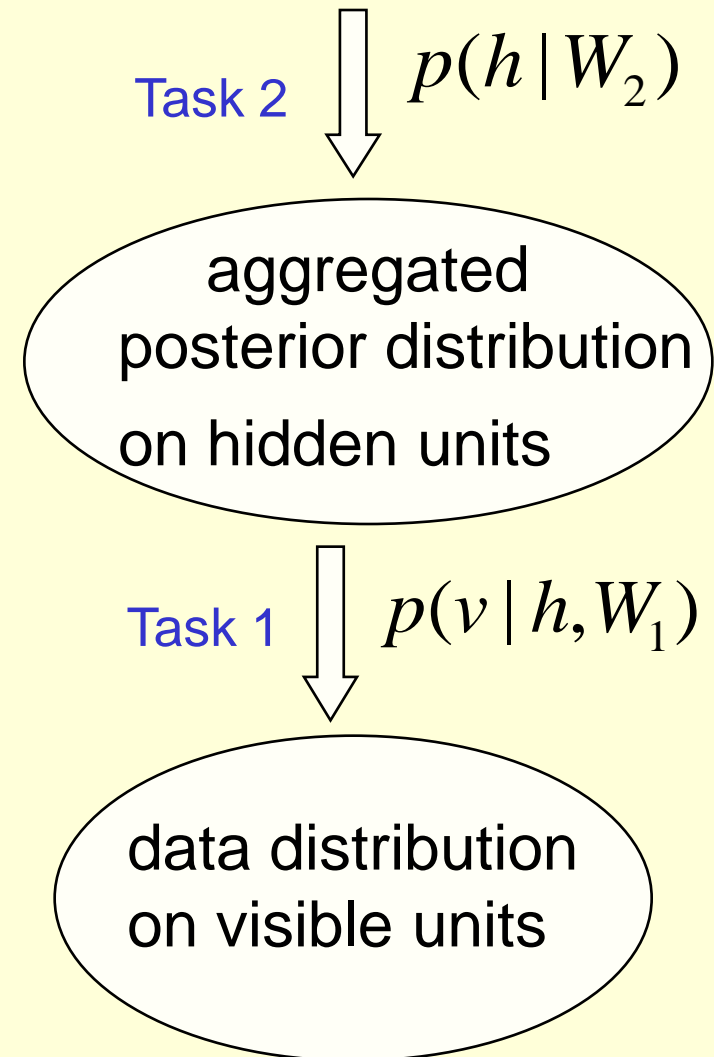 Task 2 p(h | W₂)
aggregated
posterior distribution
on hidden units
Task 1 p(v | h, W₁)
data distribution
on visible units